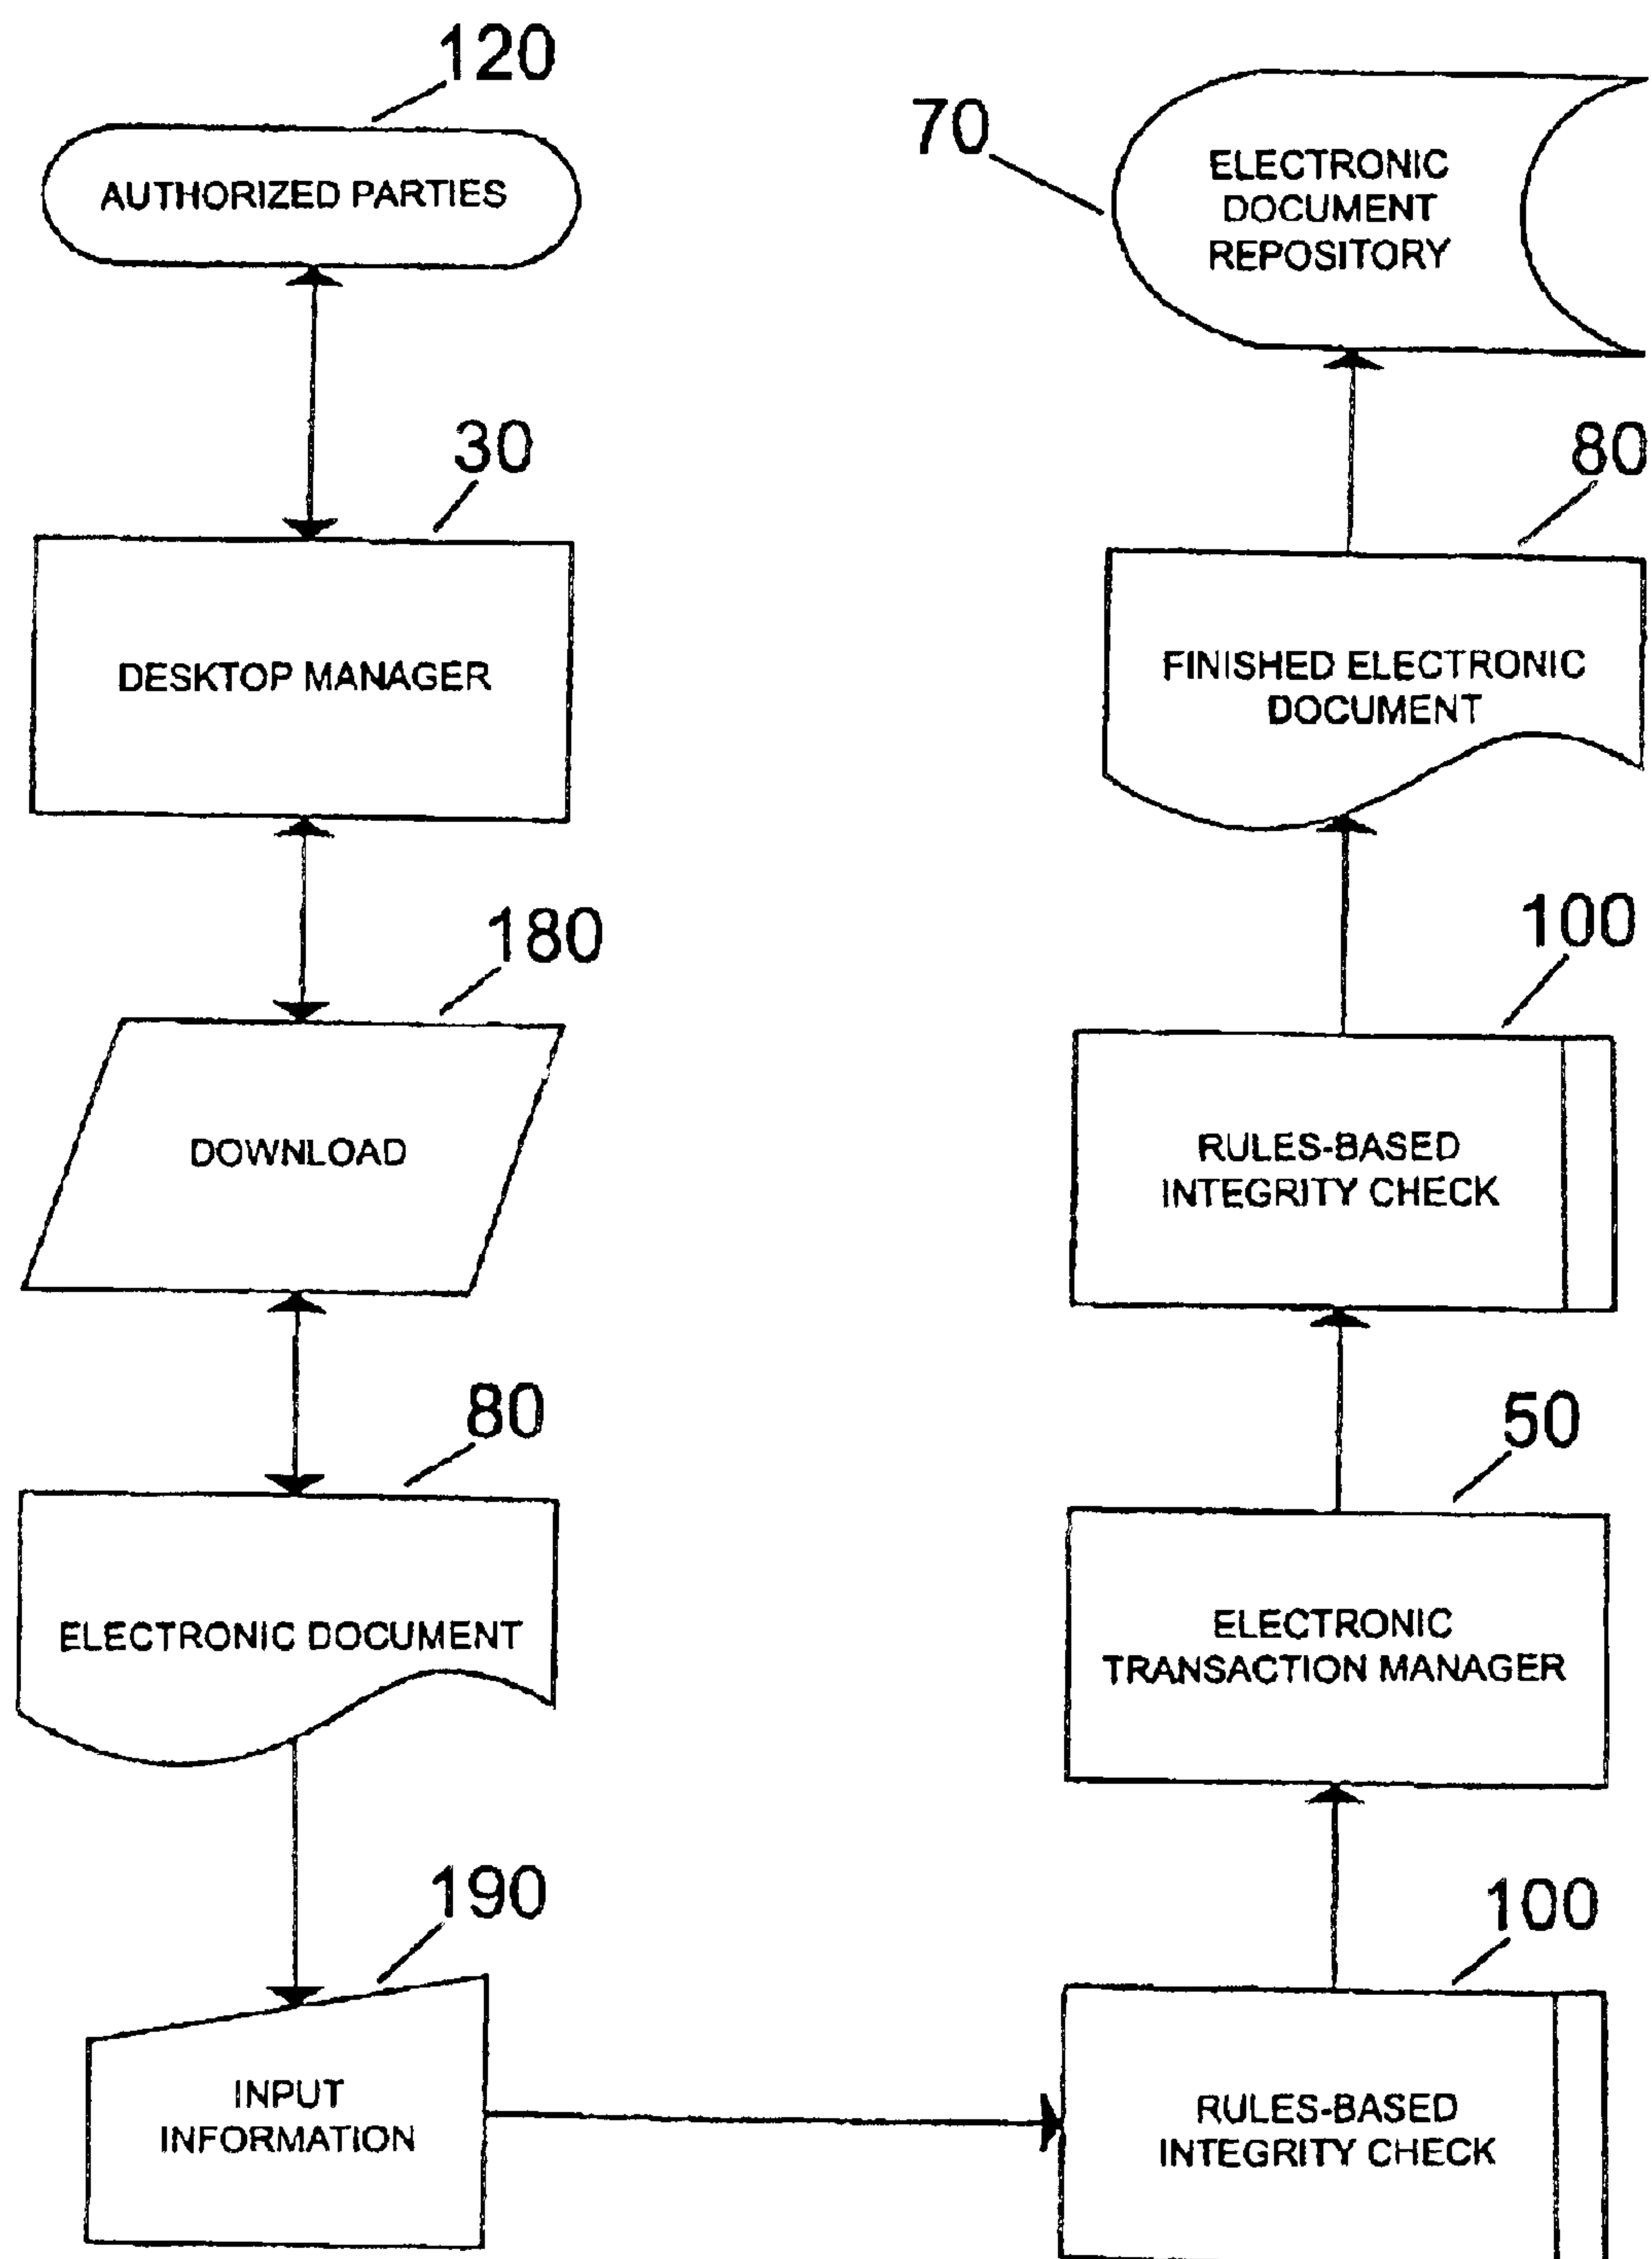 120
AUTHORIZED PARTIES
30
DESKTOP MANAGER
180
DOWNLOAD
80
ELECTRONIC DOCUMENT
190
INPUT
INFORMATION
100
RULES-BASED
INTEGRITY CHECK
50
ELECTRONIC
TRANSACTION MANAGER
100
RULES-BASED
INTEGRITY CHECK
80
FINISHED ELECTRONIC
DOCUMENT
70
ELECTRONIC
DOCUMENT
REPOSITORY